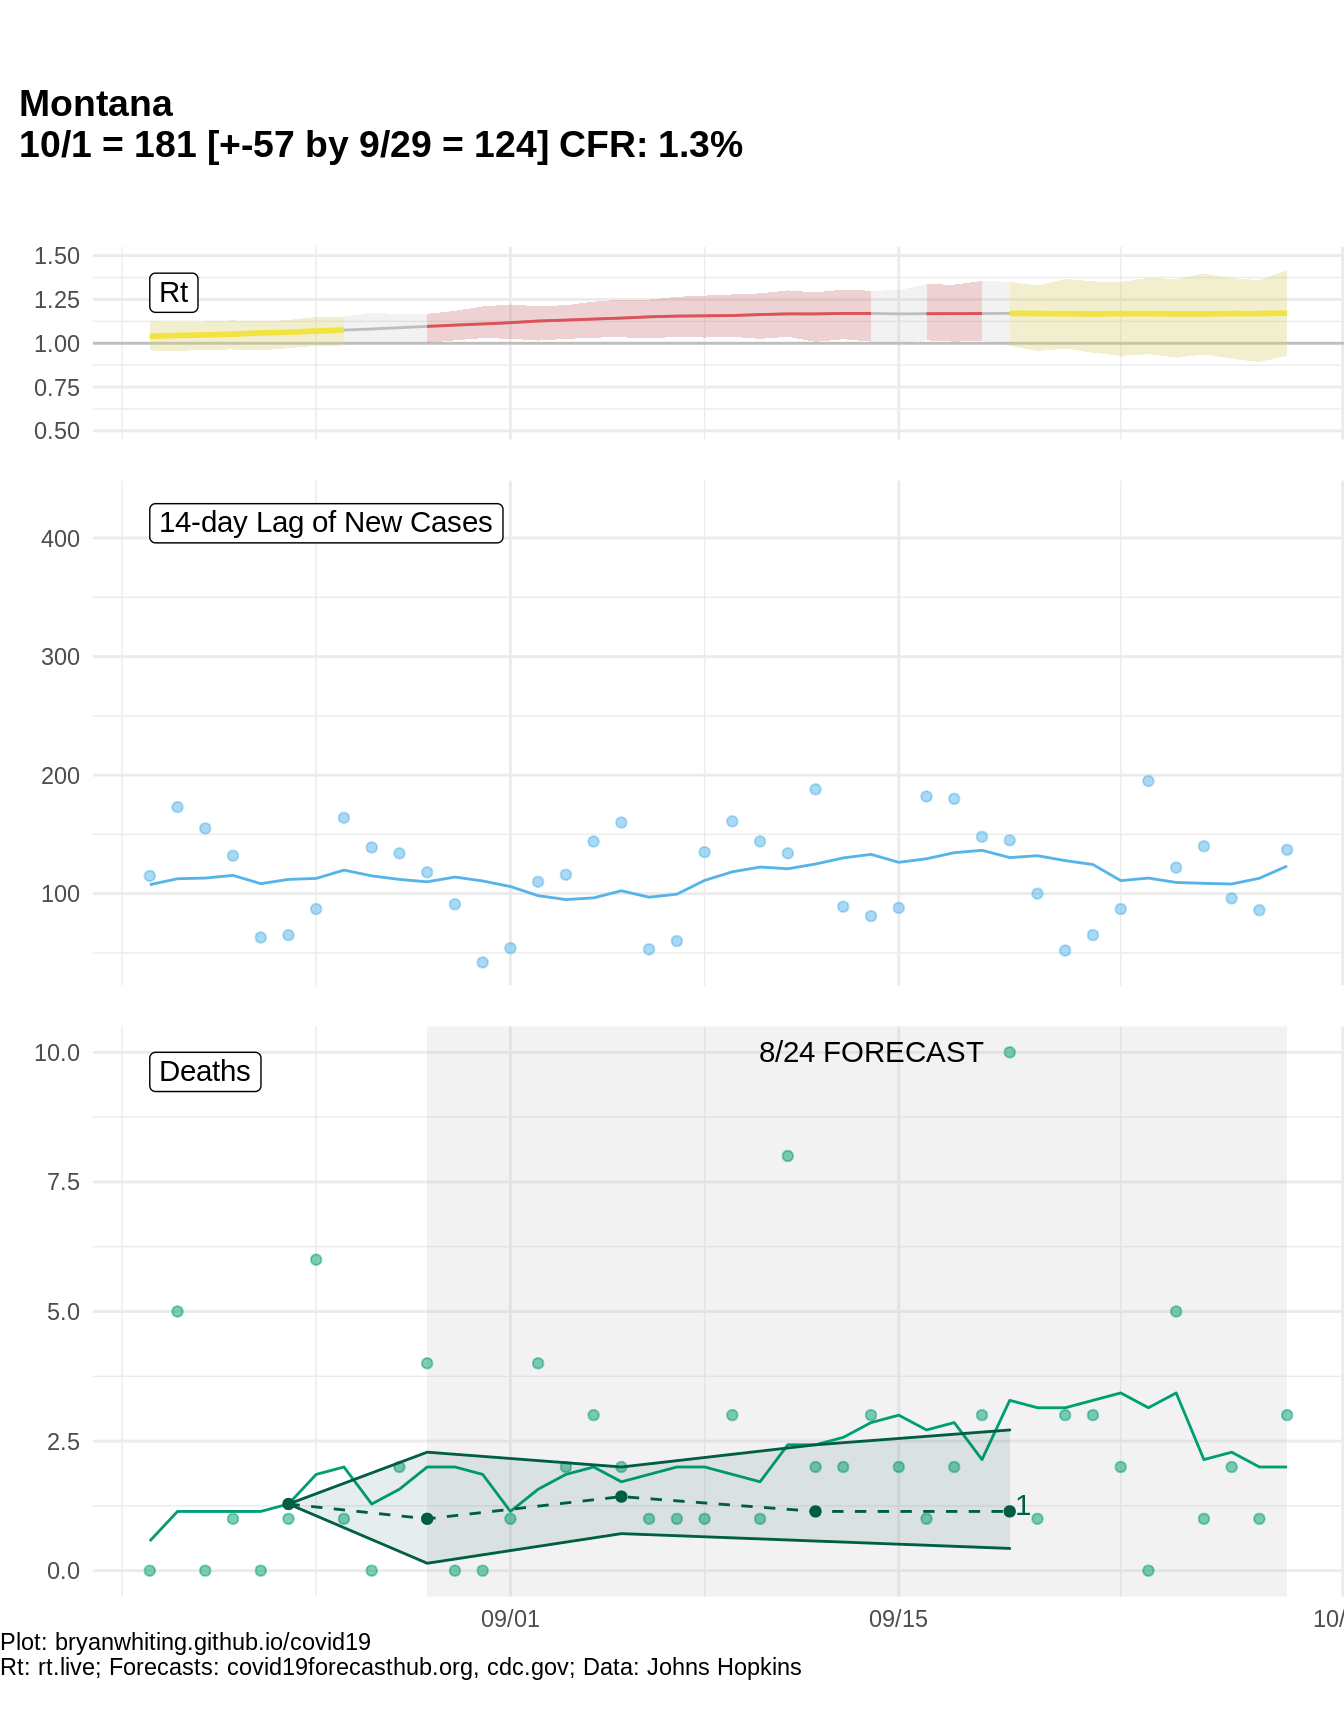 Montana
10/1 = 181 [+-57 by 9/29 = 124] CFR: 1.3%
1.50
1.25
1.00
0.75
0.50
Rt
14-day Lag of New Cases
400
300
200
100
Deaths
8/24 FORECAST
10.0
7.5
5.0
2.5
0.0
1
09/01
09/15
10/
Plot: bryanwhiting.github.io/covid19
Rt: rt.live; Forecasts: covid19forecasthub.org, cdc.gov; Data: Johns Hopkins